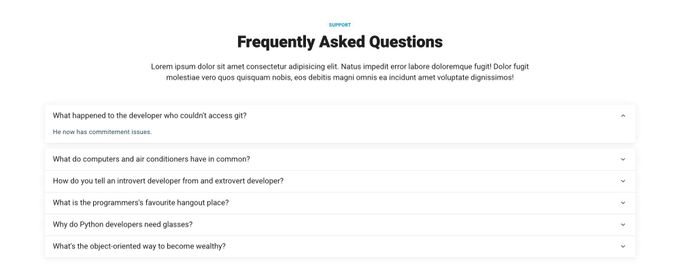 SUPPORT
Frequently Asked Questions
Lorem ipsum dolor sit amet consectetur adipisicing elit. Natus impedit error labore doloremque fugit! Dolor fugit
molestiae vero quos quisquam nobis, eos debitis magni omnis ea incidunt amet voluptate dignissimos!
What happened to the developer who couldn't access git?
He now has commitement issues.
What do computers and air conditioners have in common?
How do you tell an introvert developer from and extrovert developer?
What is the programmers's favourite hangout place?
Why do Python developers need glasses?
What's the object-oriented way to become wealthy?